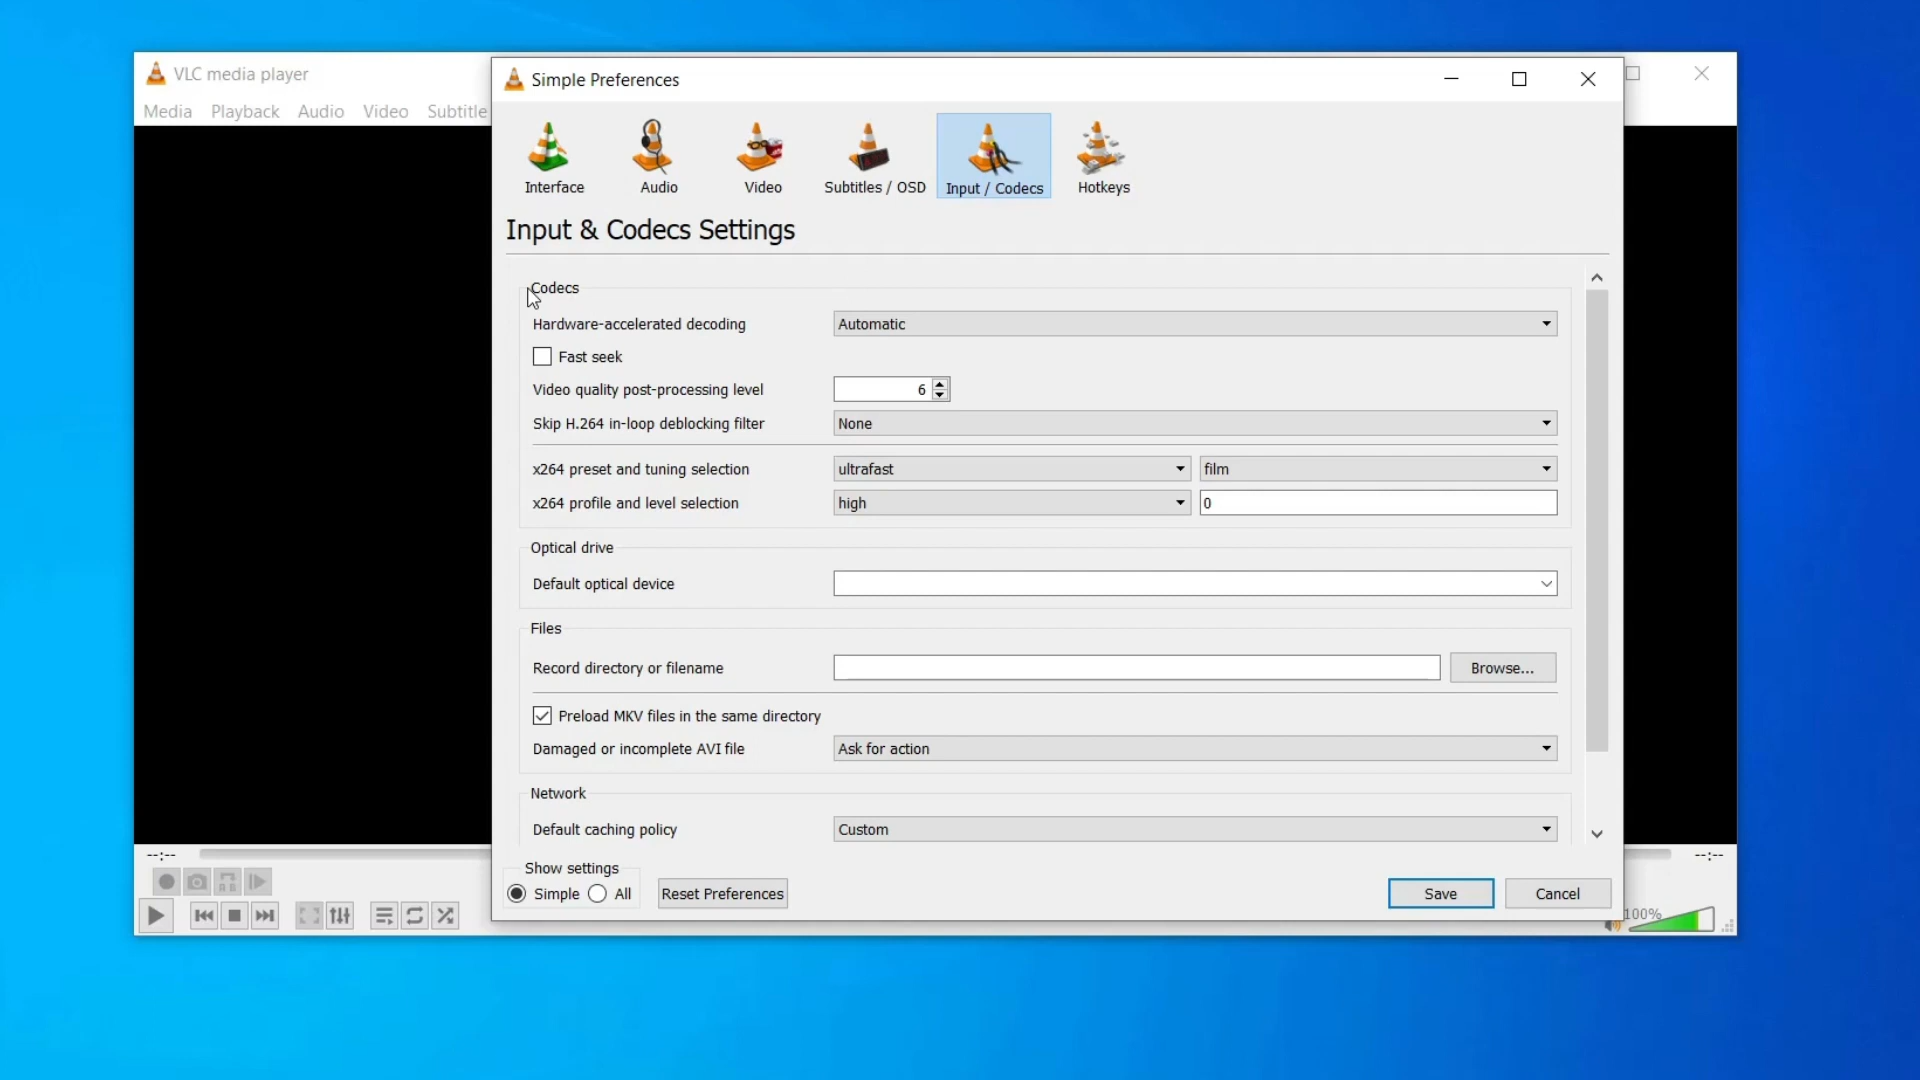 VLC media player
Media Playback Audio Video Subtitle
Simple Preferences
Interface Audio Video Subtitles / OSD Input / Codecs Hotkeys
Input & Codecs Settings
Codecs
Hardware-accelerated decoding Automatic
Fast seek
Video quality post-processing level 6
Skip H.264 in-loop deblocking filter None
x264 preset and tuning selection ultrafast film
x264 profile and level selection high 0
Optical drive
Default optical device
Files
Record directory or filename Browse...
Preload MKV files in the same directory
Damaged or incomplete AVI file Ask for action
Network
Default caching policy Custom
--:-- --:--
Show settings
Simple All Reset Preferences Save Cancel
100%